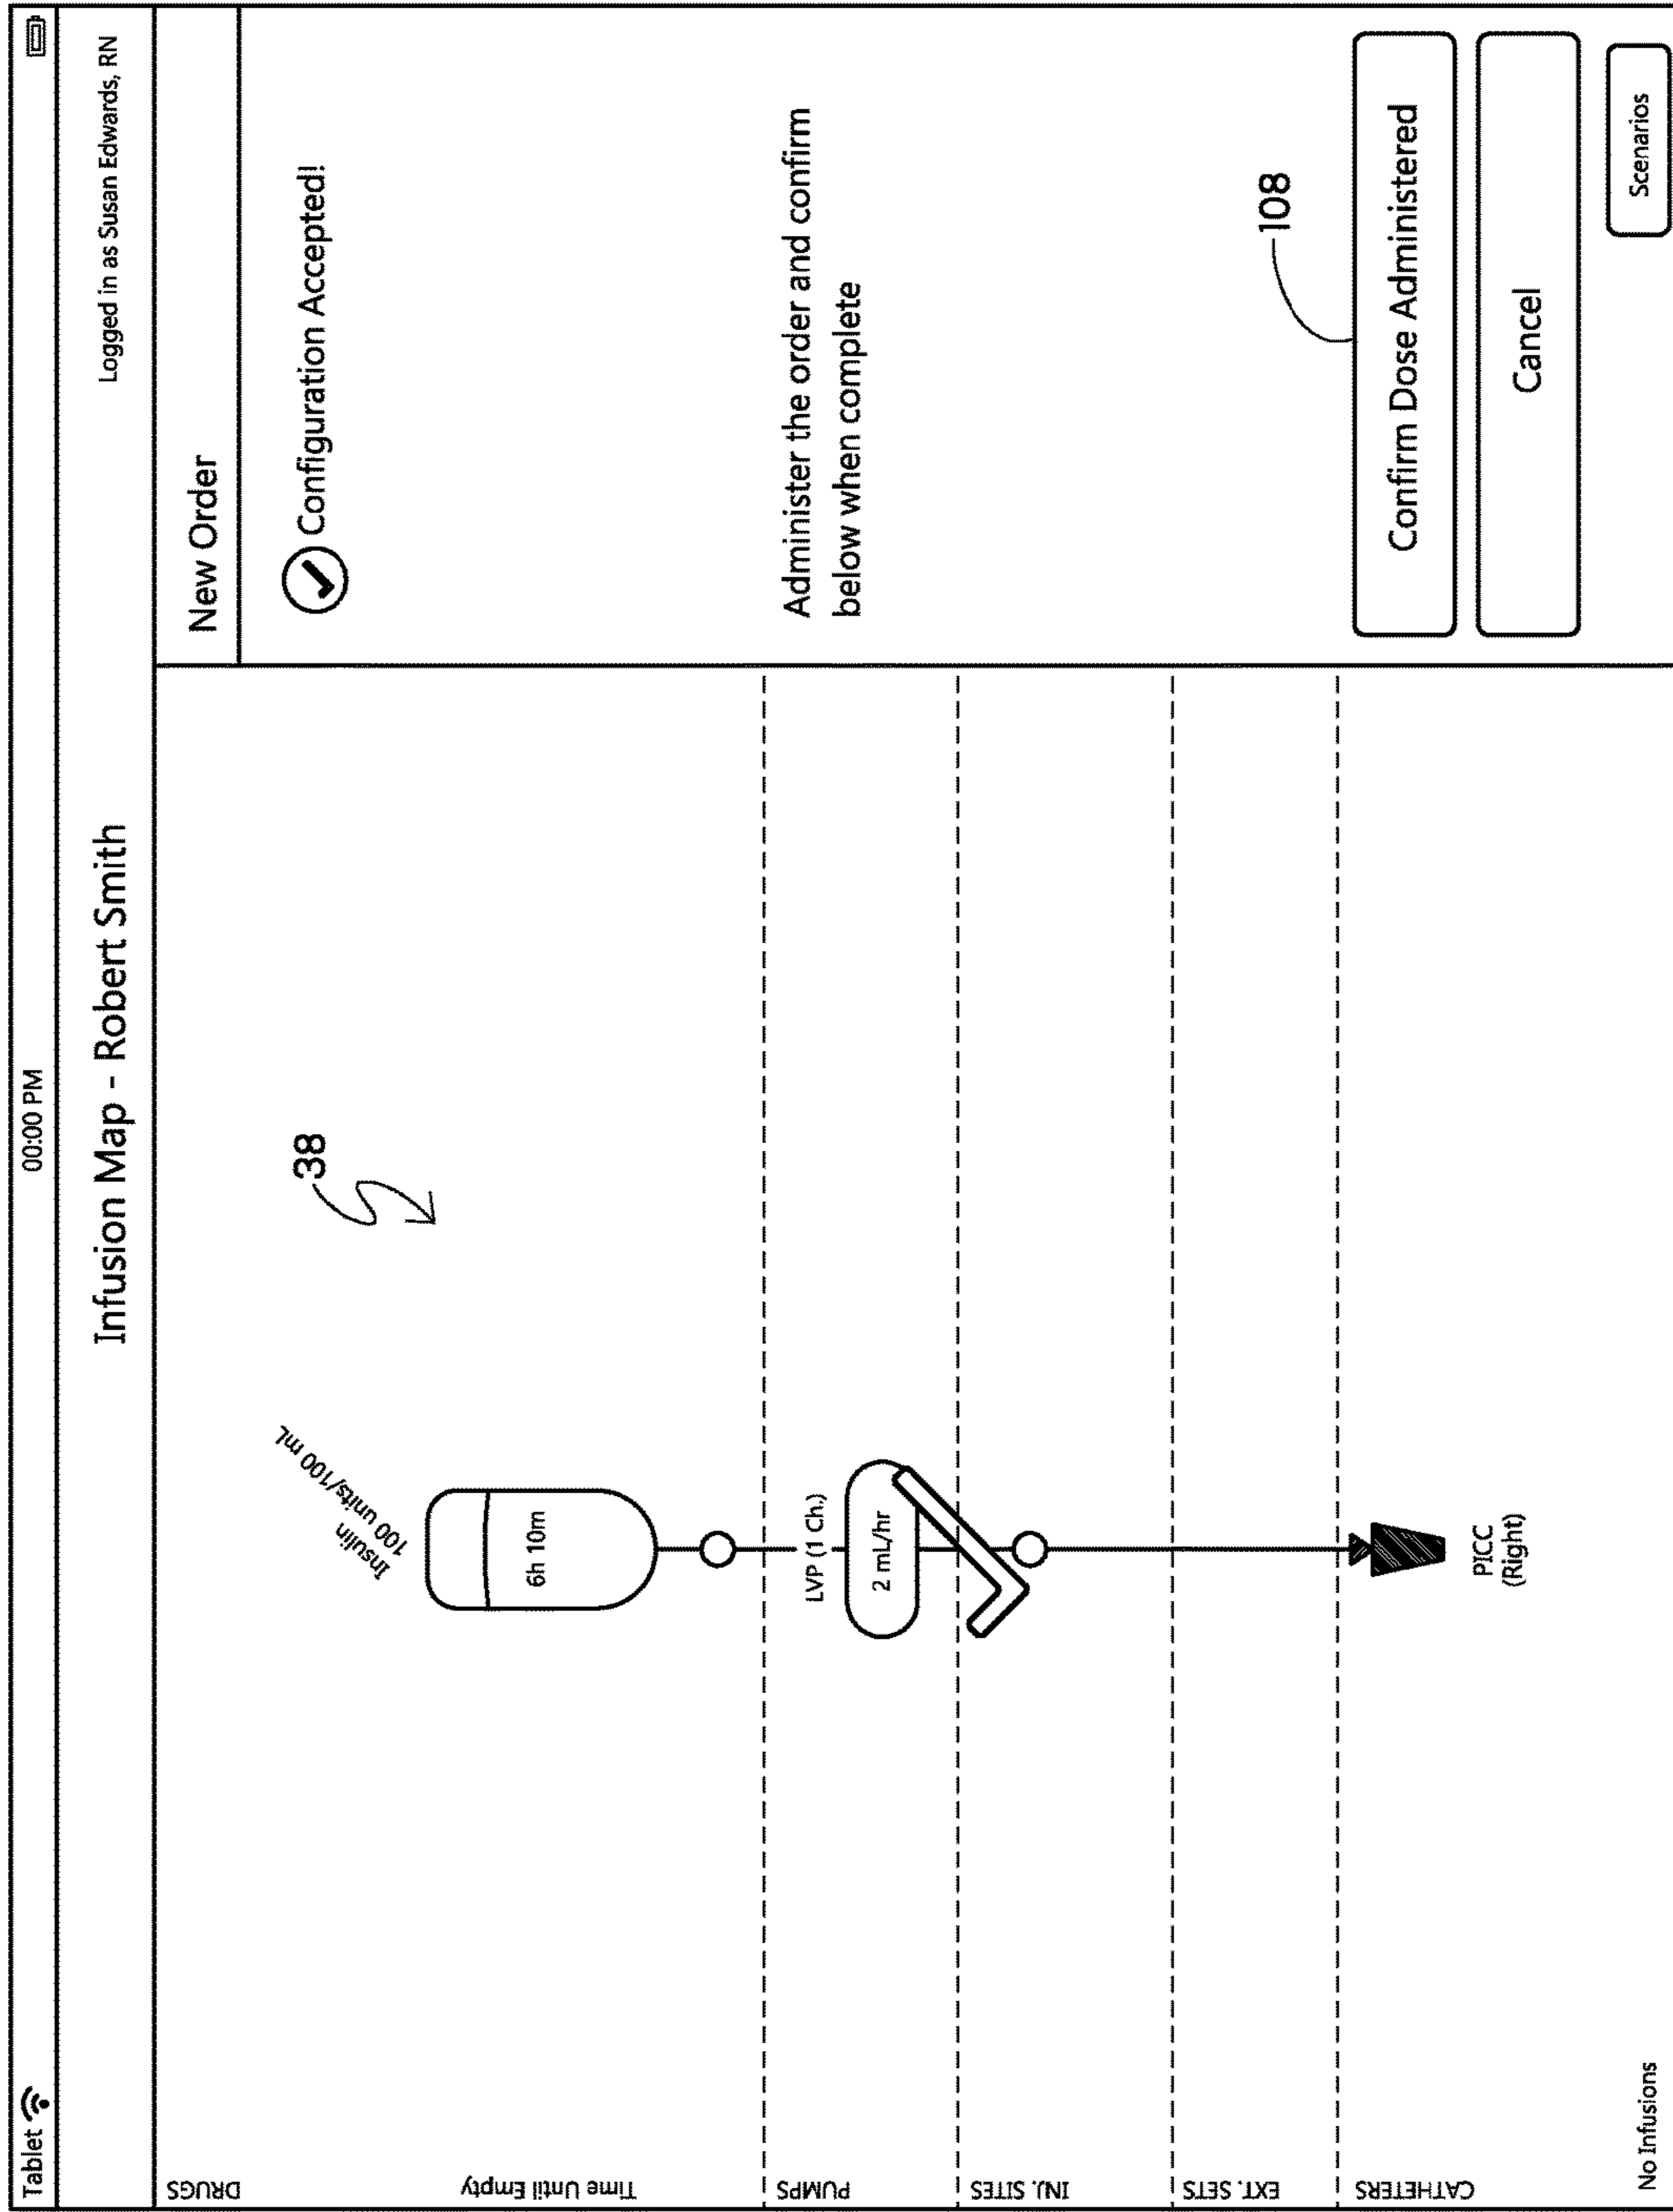 Tablet
00:00 PM
Infusion Map - Robert Smith
Logged in as Susan Edwards, RN
DRUGS
Time Until Empty
PUMPS
INJ. SITES
EXT. SETS
CATHETERS
No Infusions
Insulin
100 units/100 mL
38
6h 10m
LVP (1 Ch.)
2 mL/hr
PICC
(Right)
New Order
Configuration Accepted!
Administer the order and confirm
below when complete
108
Confirm Dose Administered
Cancel
Scenarios